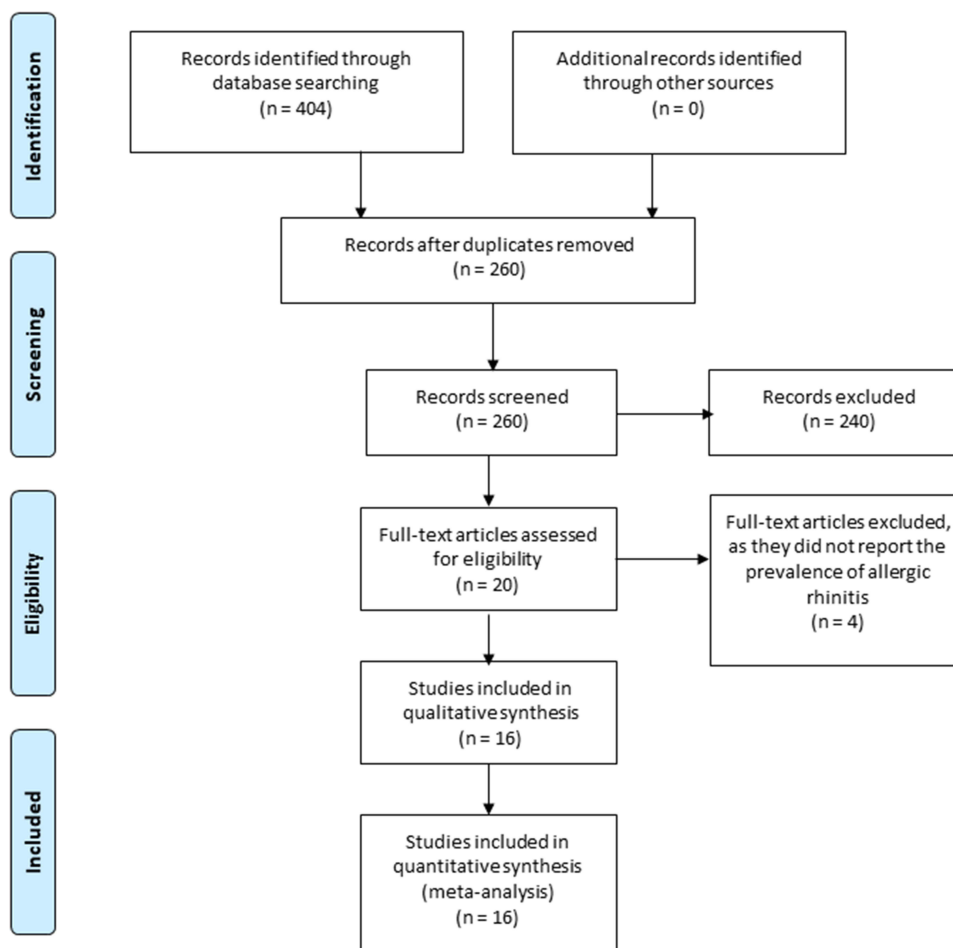 Identification
Records identified through
database searching
(n = 404)
Additional records identified
through other sources
(n = 0)
Records after duplicates removed
(n = 260)
Screening
Records screened
(n = 260)
Records excluded
(n = 240)
Eligibility
Full-text articles assessed
for eligibility
(n = 20)
Full-text articles excluded,
as they did not report the
prevalence of allergic
rhinitis
(n = 4)
Studies included in
qualitative synthesis
(n = 16)
Included
Studies included in
quantitative synthesis
(meta-analysis)
(n = 16)